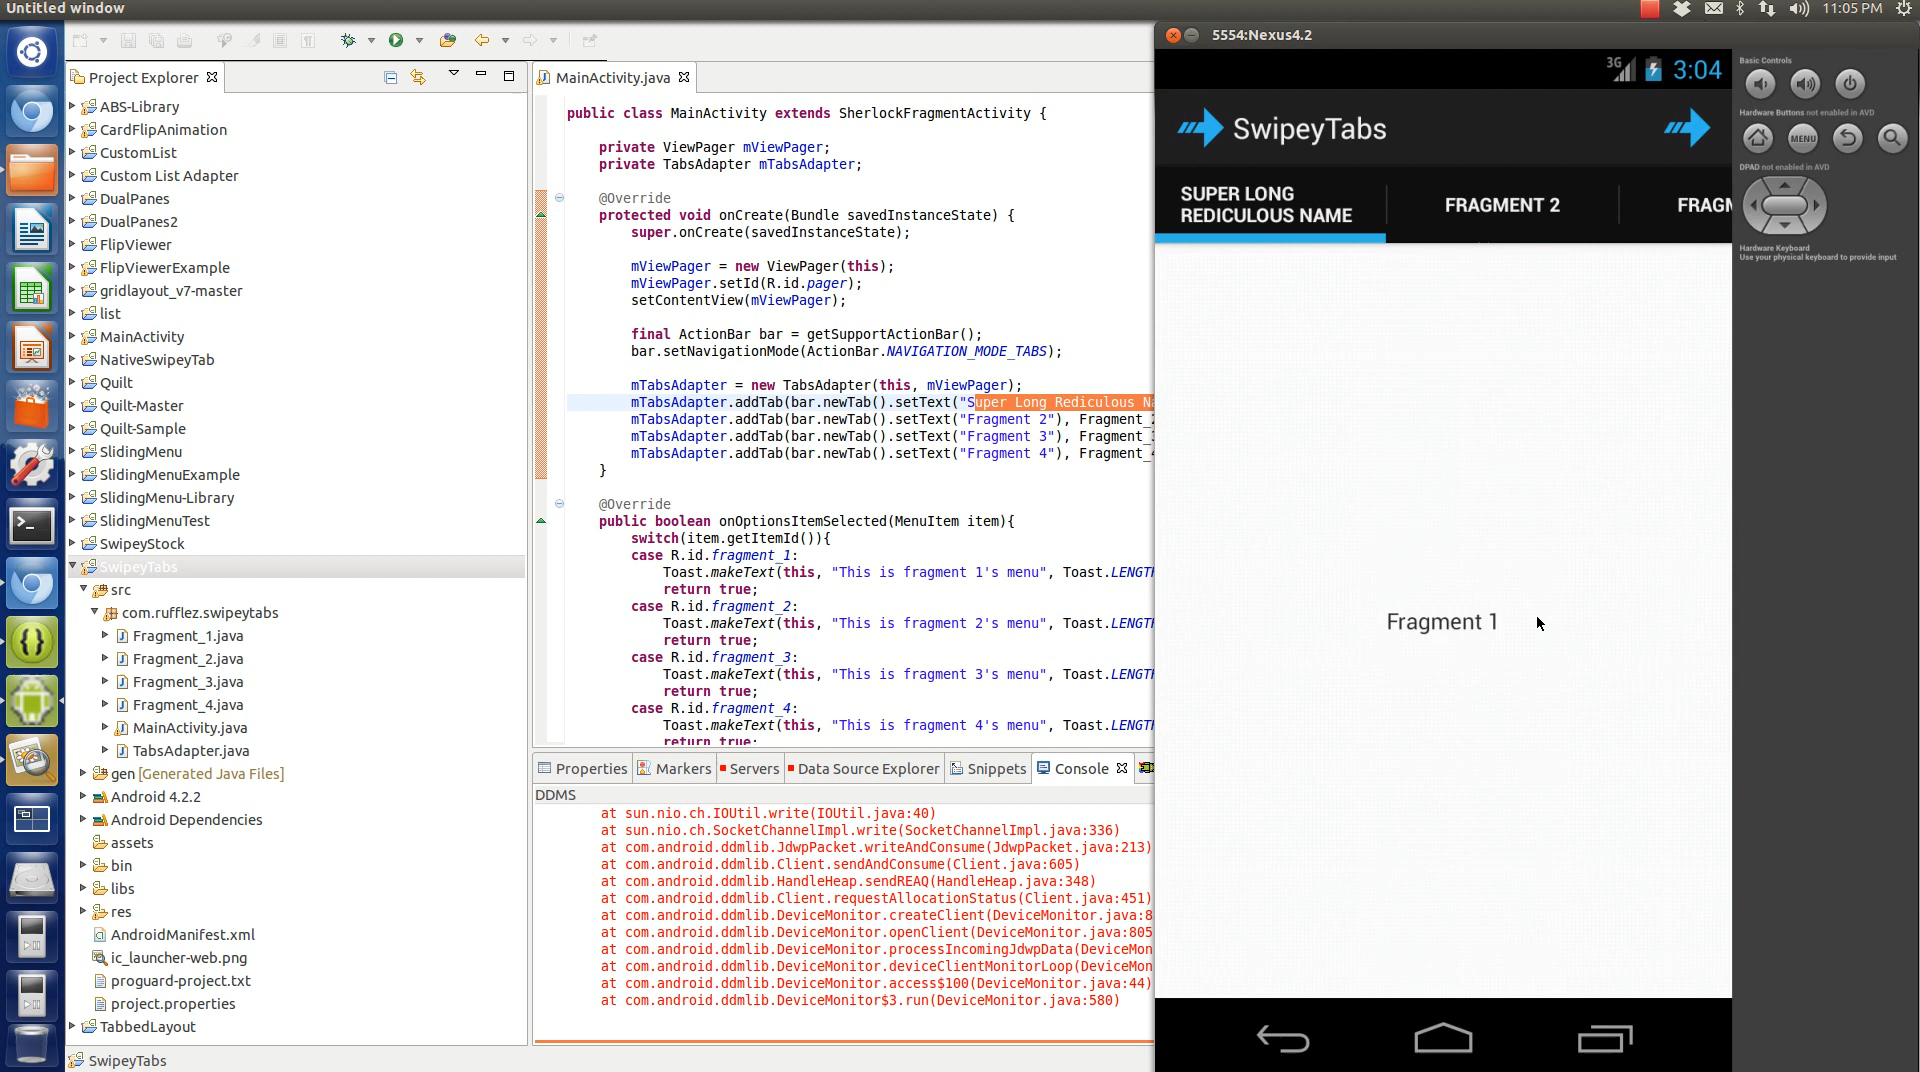 Untitled window
11:05 PM
Project Explorer
ABS-Library
CardFlipAnimation
CustomList
Custom List Adapter
DualPanes
DualPanes2
FlipViewer
FlipViewerExample
gridlayout_v7-master
list
MainActivity
NativeSwipeyTab
Quilt
Quilt-Master
Quilt-Sample
SlidingMenu
SlidingMenuExample
SlidingMenu-Library
SlidingMenuTest
SwipeyStock
SwipeyTabs
src
com.rufflez.swipeytabs
Fragment_1.java
Fragment_2.java
Fragment_3.java
Fragment_4.java
MainActivity.java
TabsAdapter.java
gen [Generated Java Files]
Android 4.2.2
Android Dependencies
assets
bin
libs
res
AndroidManifest.xml
ic_launcher-web.png
proguard-project.txt
project.properties
TabbedLayout
SwipeyTabs
MainActivity.java
public class MainActivity extends SherlockFragmentActivity {
private ViewPager mViewPager;
private TabsAdapter mTabsAdapter;
@Override
protected void onCreate(Bundle savedInstanceState) {
super.onCreate(savedInstanceState);
mViewPager = new ViewPager(this);
mViewPager.setId(R.id.pager);
setContentView(mViewPager);
final ActionBar bar = getSupportActionBar();
bar.setNavigationMode(ActionBar.NAVIGATION_MODE_TABS);
mTabsAdapter = new TabsAdapter(this, mViewPager);
mTabsAdapter.addTab(bar.newTab().setText("Super Long Rediculous Na
mTabsAdapter.addTab(bar.newTab().setText("Fragment 2"), Fragment_2
mTabsAdapter.addTab(bar.newTab().setText("Fragment 3"), Fragment_3
mTabsAdapter.addTab(bar.newTab().setText("Fragment 4"), Fragment_4
}
@Override
public boolean onOptionsItemSelected(MenuItem item){
switch(item.getItemId()){
case R.id.fragment_1:
Toast.makeText(this, "This is fragment 1's menu", Toast.LENGTH
return true;
case R.id.fragment_2:
Toast.makeText(this, "This is fragment 2's menu", Toast.LENGTH
return true;
case R.id.fragment_3:
Toast.makeText(this, "This is fragment 3's menu", Toast.LENGTH
return true;
case R.id.fragment_4:
Toast.makeText(this, "This is fragment 4's menu", Toast.LENGTH
return true;
Properties Markers Servers Data Source Explorer Snippets Console
DDMS
at sun.nio.ch.IOUtil.write(IOUtil.java:40)
at sun.nio.ch.SocketChannelImpl.write(SocketChannelImpl.java:336)
at com.android.ddmlib.JdwpPacket.writeAndConsume(JdwpPacket.java:213)
at com.android.ddmlib.Client.sendAndConsume(Client.java:605)
at com.android.ddmlib.HandleHeap.sendREAQ(HandleHeap.java:348)
at com.android.ddmlib.Client.requestAllocationStatus(Client.java:451)
at com.android.ddmlib.DeviceMonitor.createClient(DeviceMonitor.java:8
at com.android.ddmlib.DeviceMonitor.openClient(DeviceMonitor.java:805
at com.android.ddmlib.DeviceMonitor.processIncomingJdwpData(DeviceMon
at com.android.ddmlib.DeviceMonitor.deviceClientMonitorLoop(DeviceMon
at com.android.ddmlib.DeviceMonitor.access$100(DeviceMonitor.java:44)
at com.android.ddmlib.DeviceMonitor$3.run(DeviceMonitor.java:580)
5554:Nexus4.2
3G 3:04
SwipeyTabs
SUPER LONG
REDICULOUS NAME
FRAGMENT 2
FRAGM
Fragment 1
Basic Controls
Hardware Buttons not enabled in AVD
MENU
DPAD not enabled in AVD
Hardware Keyboard
Use your physical keyboard to provide input